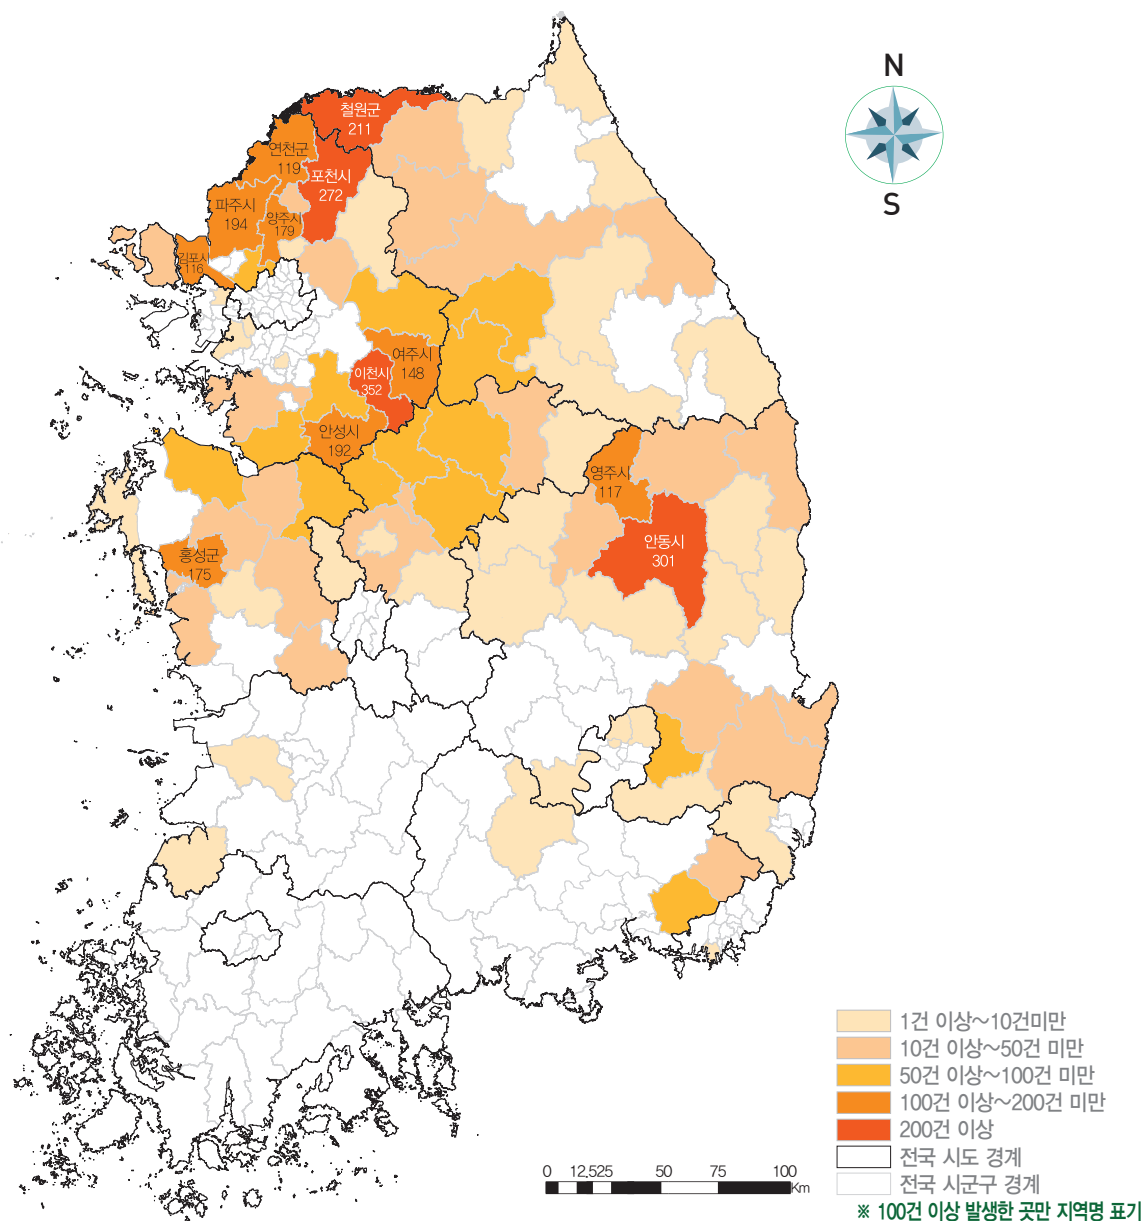 N
S
철원군
211
연천군
119
포천시
272
파주시
194
양주시
179
김포시
116
여주시
148
이천시
352
안성시
192
영주시
117
안동시
301
홍성군
175
1건 이상~10건미만
10건 이상~50건 미만
50건 이상~100건 미만
100건 이상~200건 미만
200건 이상
전국 시도 경계
전국 시군구 경계
0 12.525 50 75 100
Km
※ 100건 이상 발생한 곳만 지역명 표기